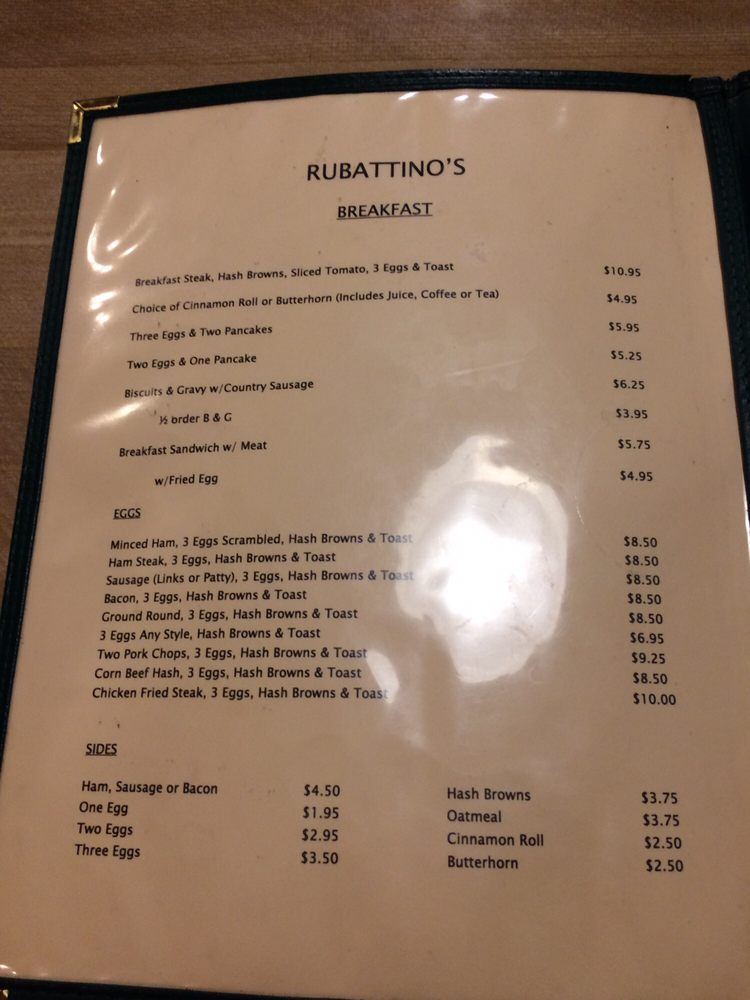 RUBATTINO'S
BREAKFAST
Breakfast Steak, Hash Browns, Sliced Tomato, 3 Eggs & Toast $10.95
Choice of Cinnamon Roll or Butterhorn (Includes Juice, Coffee or Tea) $4.95
Three Eggs & Two Pancakes $5.95
Two Eggs & One Pancake $5.25
Biscuits & Gravy w/Country Sausage $6.25
½ order B & G $3.95
Breakfast Sandwich w/ Meat $5.75
w/Fried Egg $4.95
EGGS
Minced Ham, 3 Eggs Scrambled, Hash Browns & Toast $8.50
Ham Steak, 3 Eggs, Hash Browns & Toast $8.50
Sausage (Links or Patty), 3 Eggs, Hash Browns & Toast $8.50
Bacon, 3 Eggs, Hash Browns & Toast $8.50
Ground Round, 3 Eggs, Hash Browns & Toast $8.50
3 Eggs Any Style, Hash Browns & Toast $6.95
Two Pork Chops, 3 Eggs, Hash Browns & Toast $9.25
Corn Beef Hash, 3 Eggs, Hash Browns & Toast $8.50
Chicken Fried Steak, 3 Eggs, Hash Browns & Toast $10.00
SIDES
Ham, Sausage or Bacon $4.50 Hash Browns $3.75
One Egg $1.95 Oatmeal $3.75
Two Eggs $2.95 Cinnamon Roll $2.50
Three Eggs $3.50 Butterhorn $2.50